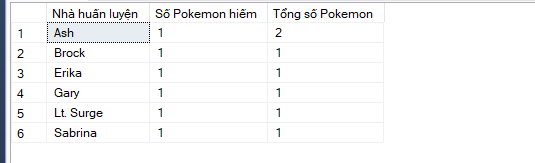 Nhà huấn luyện Số Pokemon hiếm Tổng số Pokemon
1 Ash 1 2
2 Brock 1 1
3 Erika 1 1
4 Gary 1 1
5 Lt. Surge 1 1
6 Sabrina 1 1